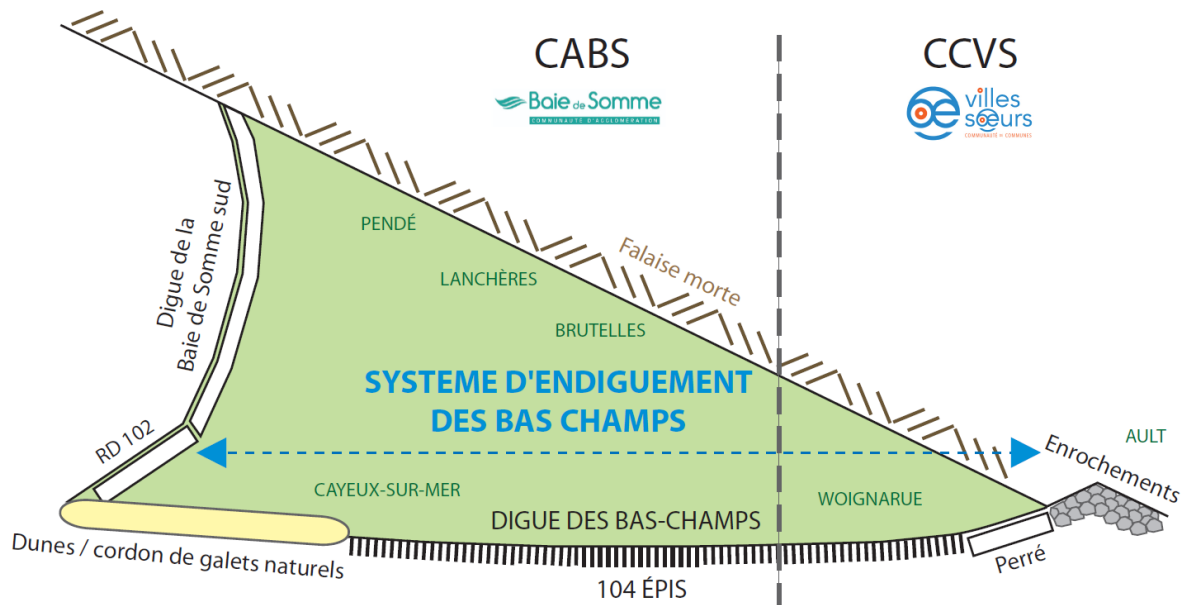 CABS
CCVS
Baie de Somme
COMMUNAUTÉ D'AGGLOMÉRATION
villes
sœurs
COMMUNAUTÉ DE COMMUNES
Digue de la
Baie de Somme sud
PENDÉ
LANCHÈRES
BRUTELLES
Falaise morte
SYSTEME D'ENDIGUEMENT
DES BAS CHAMPS
RD 102
AULT
Enrochements
CAYEUX-SUR-MER
WOIGNARUE
DIGUE DES BAS-CHAMPS
Dunes / cordon de galets naturels
Perré
104 ÉPIS